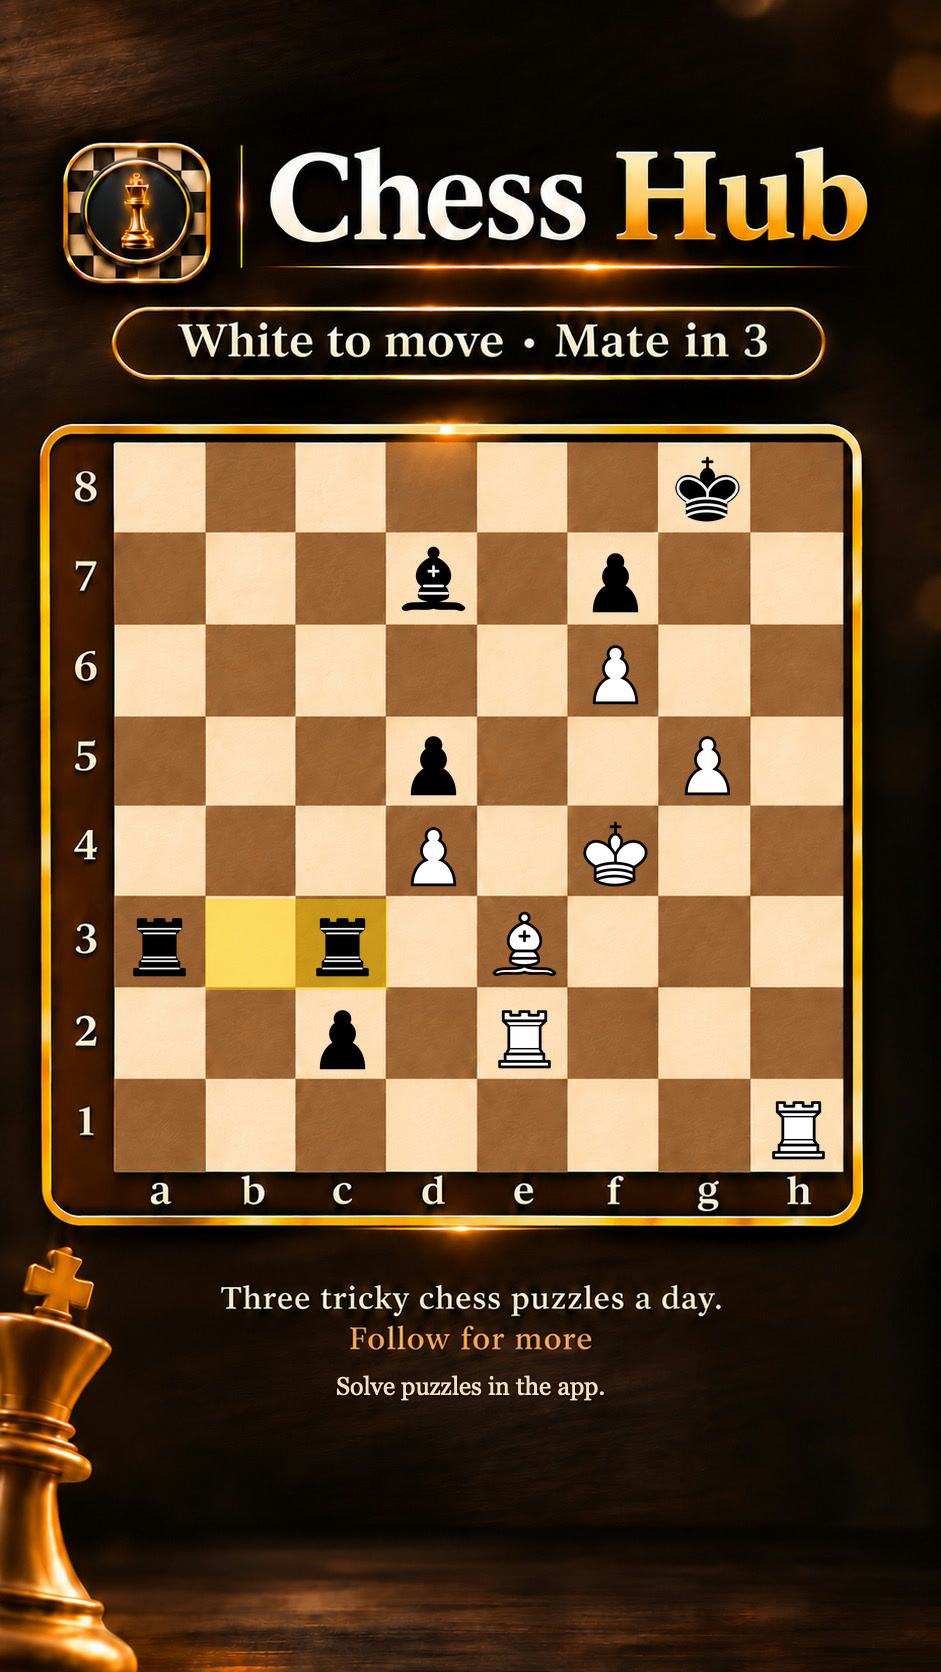 Chess Hub
White to move • Mate in 3
8
7
6
5
4
3
2
1
a b c d e f g h
Three tricky chess puzzles a day.
Follow for more
Solve puzzles in the app.